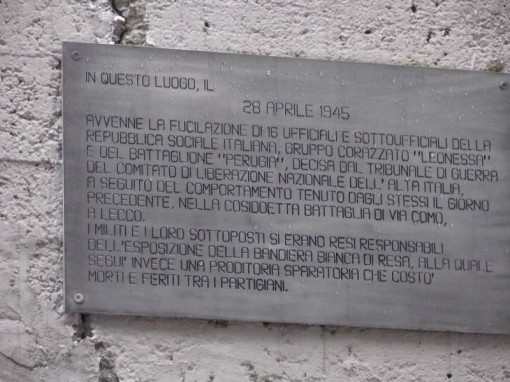 IN QUESTO LUOGO, IL
28 APRILE 1945
AVVENNE LA FUCILAZIONE DI 16 UFFICIALI E SOTTOUFFICIALI DELLA
REPUBBLICA SOCIALE ITALIANA, GRUPPO CORAZZATO "LEONESSA"
E DEL BATTAGLIONE "PERUGIA", DECISA DAL TRIBUNALE DI GUERRA
DEL COMITATO DI LIBERAZIONE NAZIONALE DELL' ALTA ITALIA,
A SEGUITO DEL COMPORTAMENTO TENUTO DAGLI STESSI IL GIORNO
PRECEDENTE, NELLA COSIDDETTA BATTAGLIA DI VIA COMO,
A LECCO.
I MILITI E I LORO SOTTOPOSTI SI ERANO RESI RESPONSABILI
DELL'ESPOSIZIONE DELLA BANDIERA BIANCA DI RESA, ALLA QUALE
SEGUI' INVECE UNA PRODITORIA SPARATORIA CHE COSTO'
MORTI E FERITI TRA I PARTIGIANI.